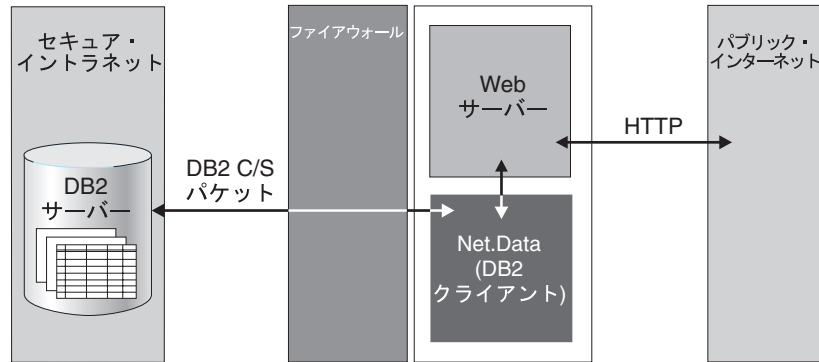 セキュア・
イントラネット
DB2
サーバー
DB2 C/S
パケット
ファイアウォール
Web
サーバー
Net.Data
(DB2
クライアント)
HTTP
パブリック・
インターネット